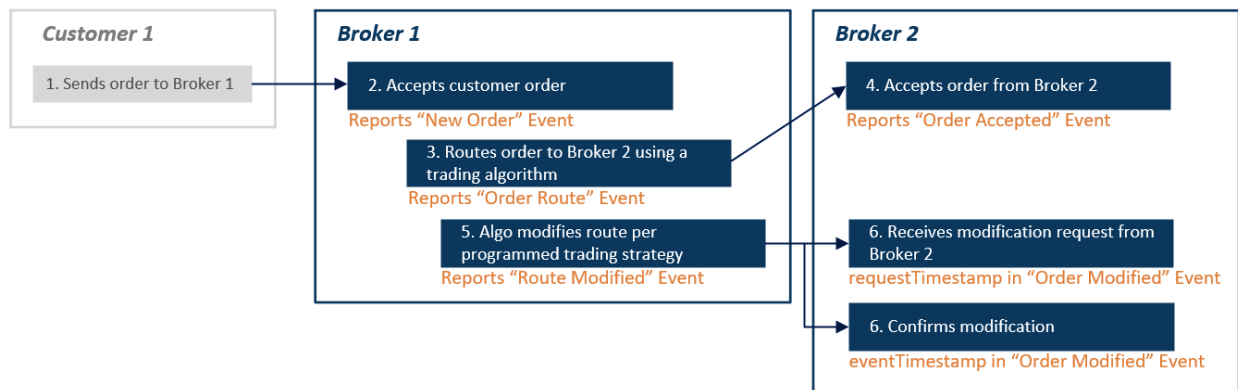 Customer 1
1. Sends order to Broker 1
Broker 1
2. Accepts customer order
Reports “New Order” Event
3. Routes order to Broker 2 using a
trading algorithm
Reports “Order Route” Event
5. Algo modifies route per
programmed trading strategy
Reports “Route Modified” Event
Broker 2
4. Accepts order from Broker 2
Reports “Order Accepted” Event
6. Receives modification request from
Broker 2
requestTimestamp in “Order Modified” Event
6. Confirms modification
eventTimestamp in “Order Modified” Event